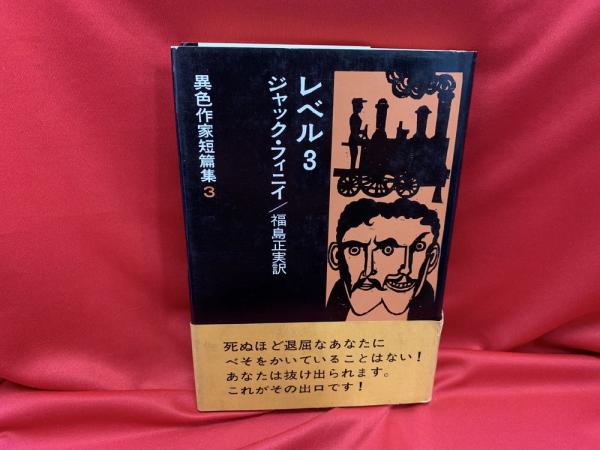 レベル3
ジャック・フィニイ/福島正実訳
異色作家短篇集3
死ぬほど退屈なあなたに
べそをかいていることはない!
あなたは抜け出られます。
これがその出口です!